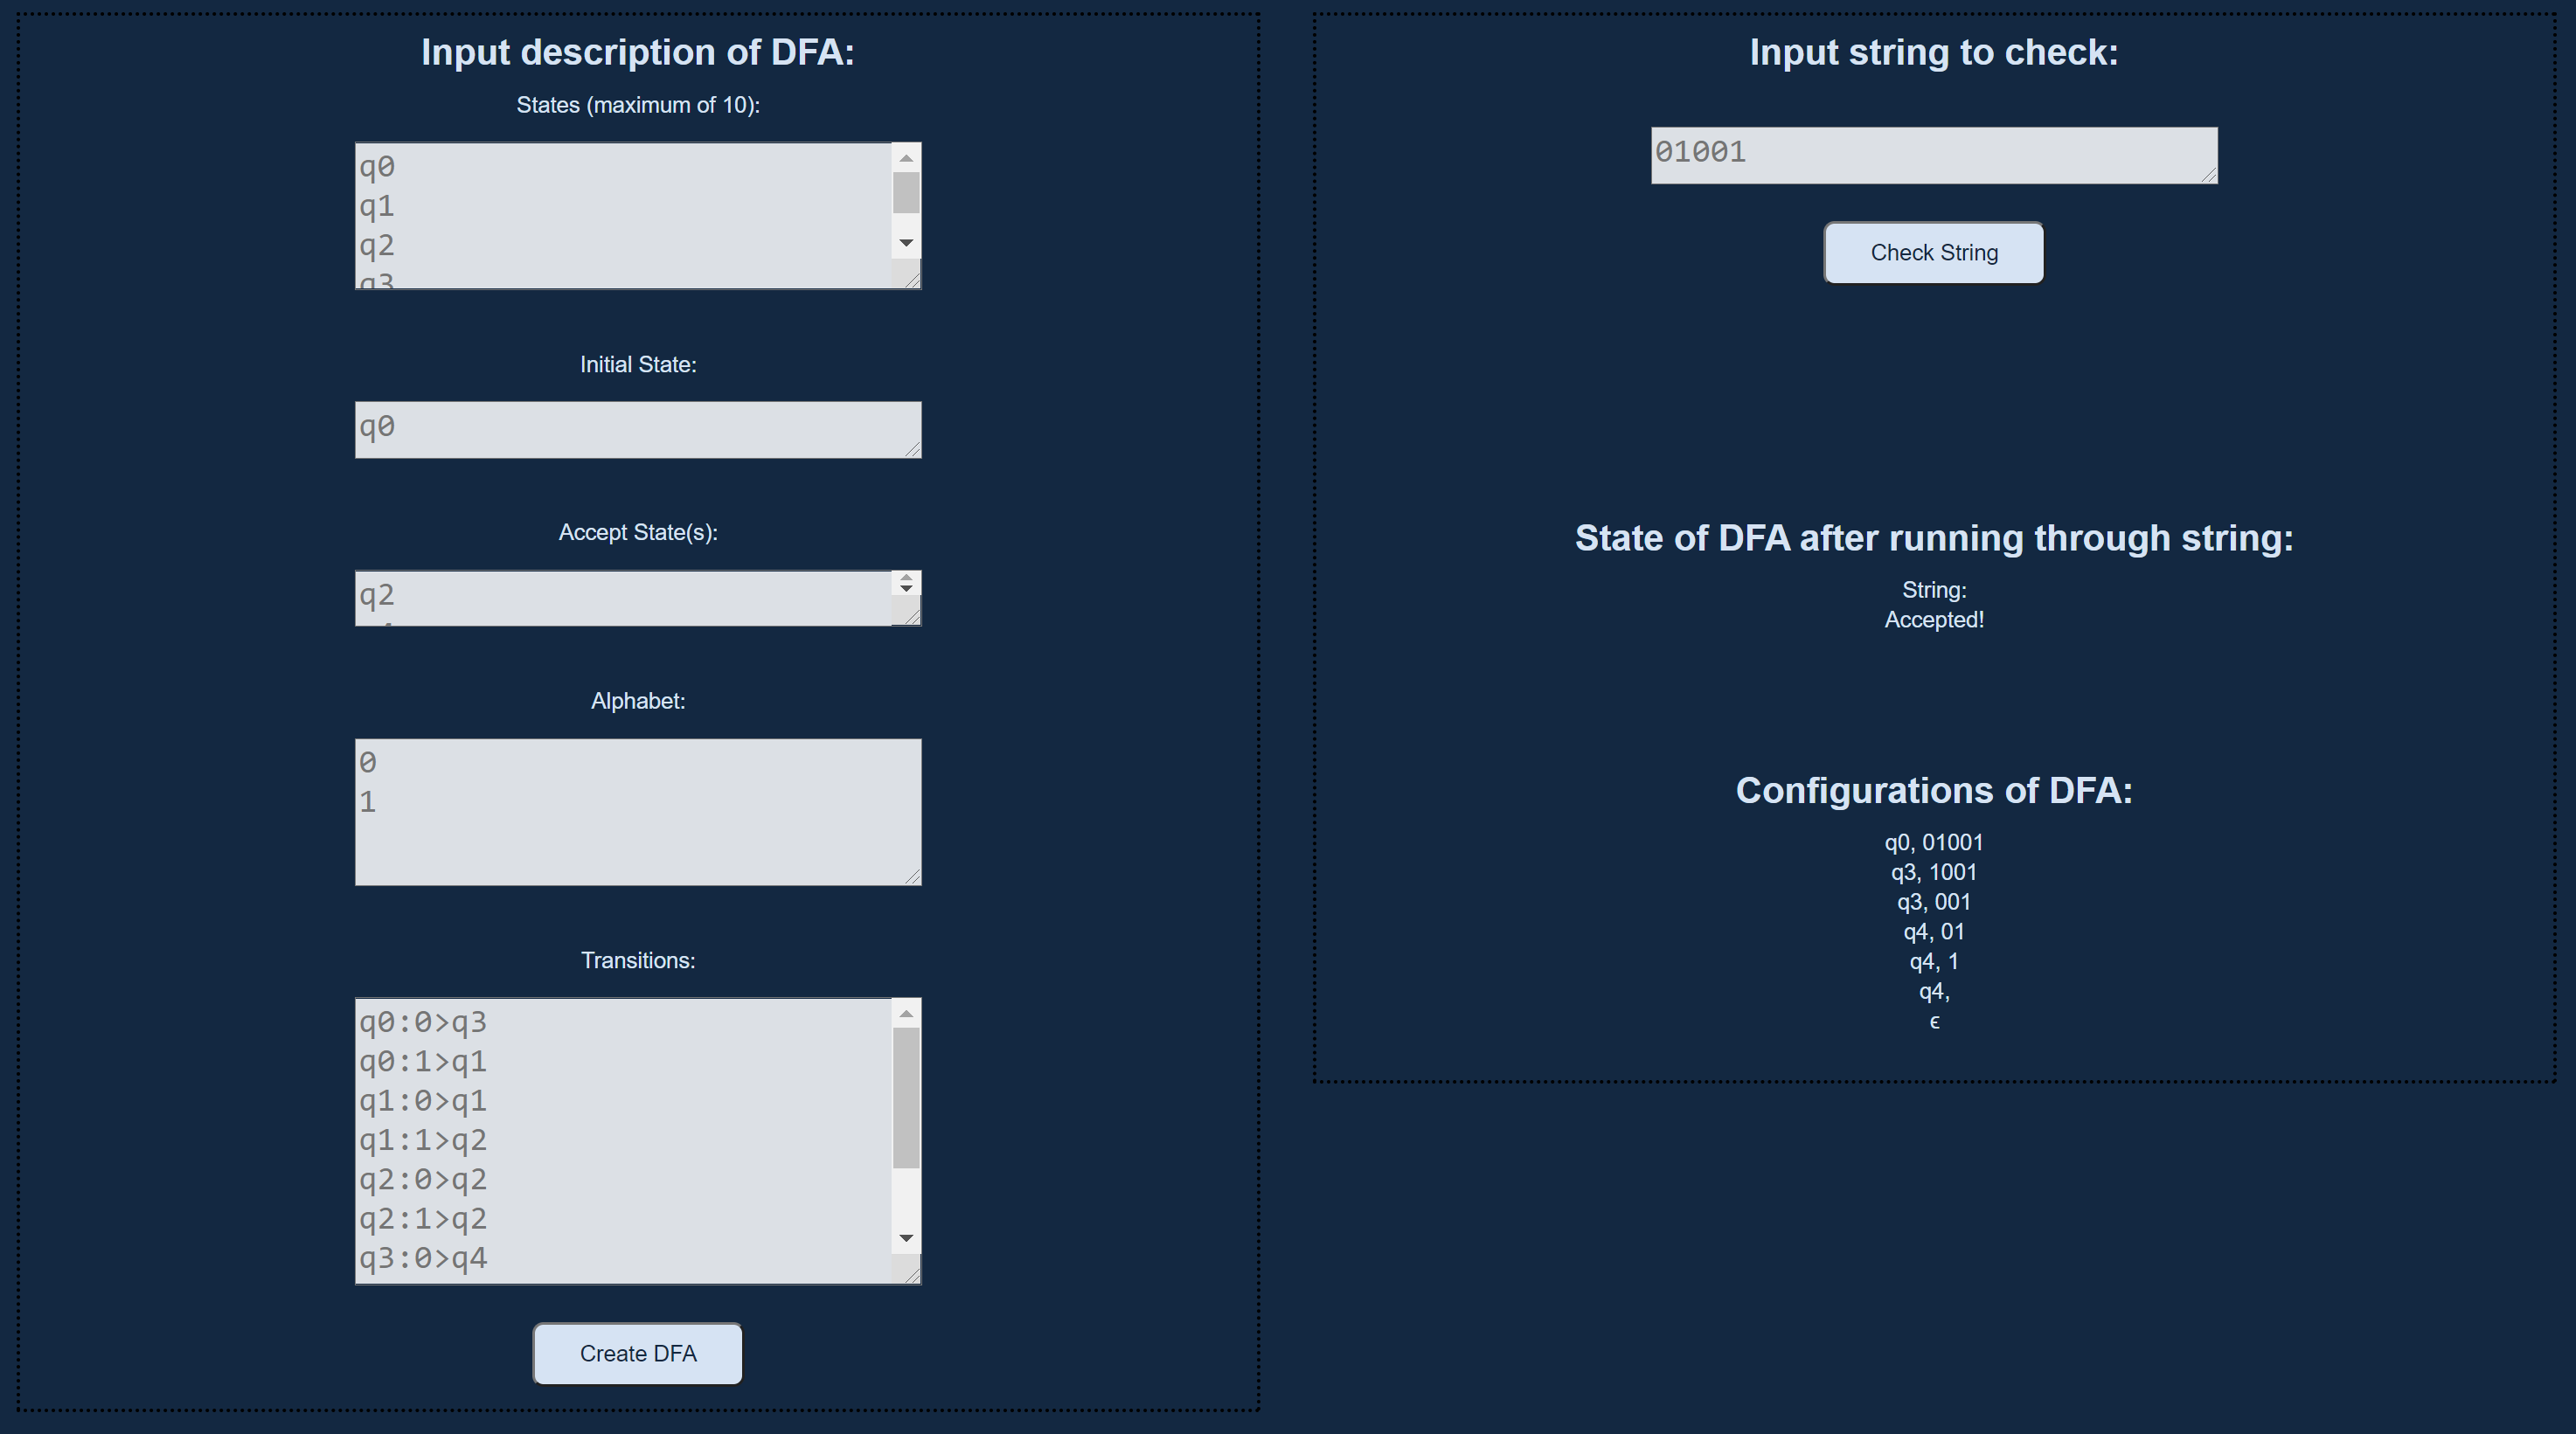 Input description of DFA:
States (maximum of 10):
q0
q1
q2
q3
Initial State:
q0
Accept State(s):
q2
Alphabet:
0
1
Transitions:
q0:0>q3
q0:1>q1
q1:0>q1
q1:1>q2
q2:0>q2
q2:1>q2
q3:0>q4
Create DFA
Input string to check:
01001
Check String
State of DFA after running through string:
String:
Accepted!
Configurations of DFA:
q0, 01001
q3, 1001
q3, 001
q4, 01
q4, 1
q4,
ϵ